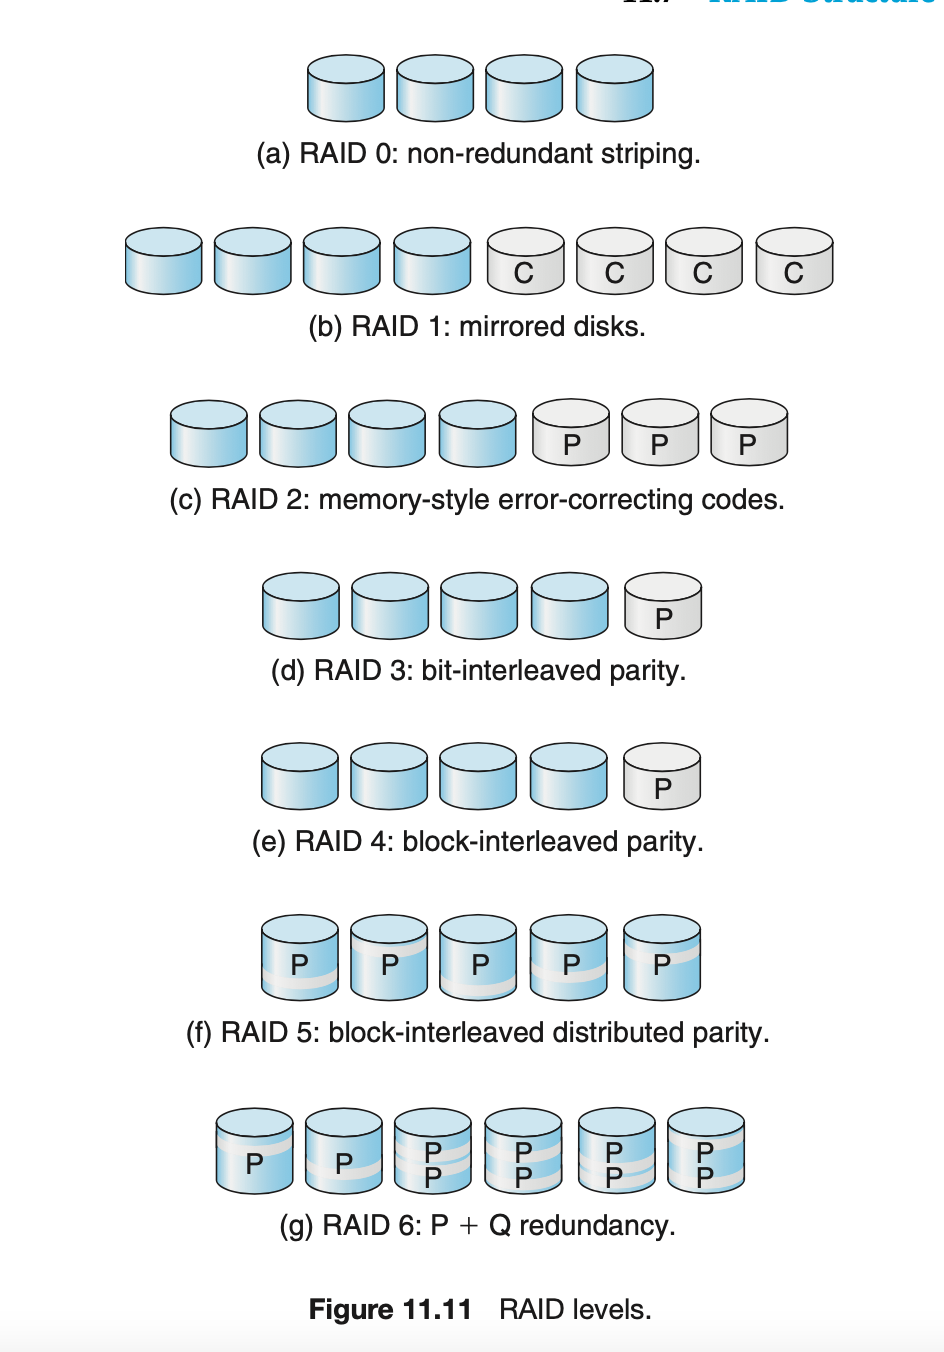 (a) RAID 0: non-redundant striping.
C C C C
(b) RAID 1: mirrored disks.
P P P
(c) RAID 2: memory-style error-correcting codes.
P
(d) RAID 3: bit-interleaved parity.
P
(e) RAID 4: block-interleaved parity.
P P P P P
(f) RAID 5: block-interleaved distributed parity.
P P P P P P
P P P P
(g) RAID 6: P + Q redundancy.
Figure 11.11 RAID levels.